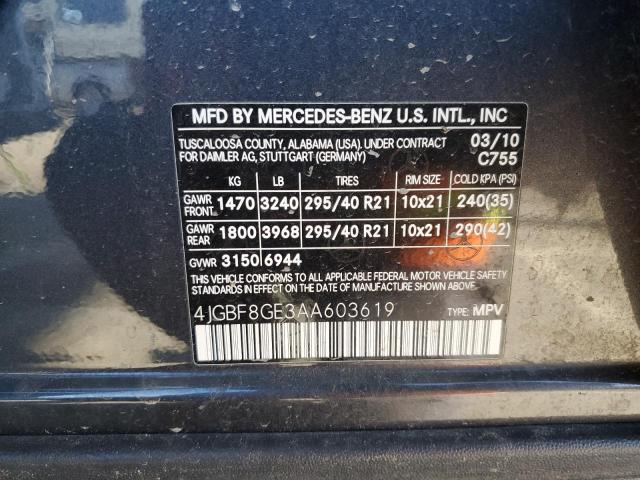 MFD BY MERCEDES-BENZ U.S. INTL., INC
TUSCALOOSA COUNTY, ALABAMA (USA). UNDER CONTRACT 03/10
FOR DAIMLER AG, STUTTGART (GERMANY) C755
KG LB TIRES RIM SIZE COLD KPA (PSI)
GAWR FRONT 1470 3240 295/40 R21 10x21 240(35)
GAWR REAR 1800 3968 295/40 R21 10x21 290(42)
GVWR 3150 6944
THIS VEHICLE CONFORMS TO ALL APPLICABLE FEDERAL MOTOR VEHICLE SAFETY
STANDARDS IN EFFECT ON THE DATE OF MANUFACTURE SHOWN ABOVE.
4JGBF8GE3AA603619 TYPE: MPV